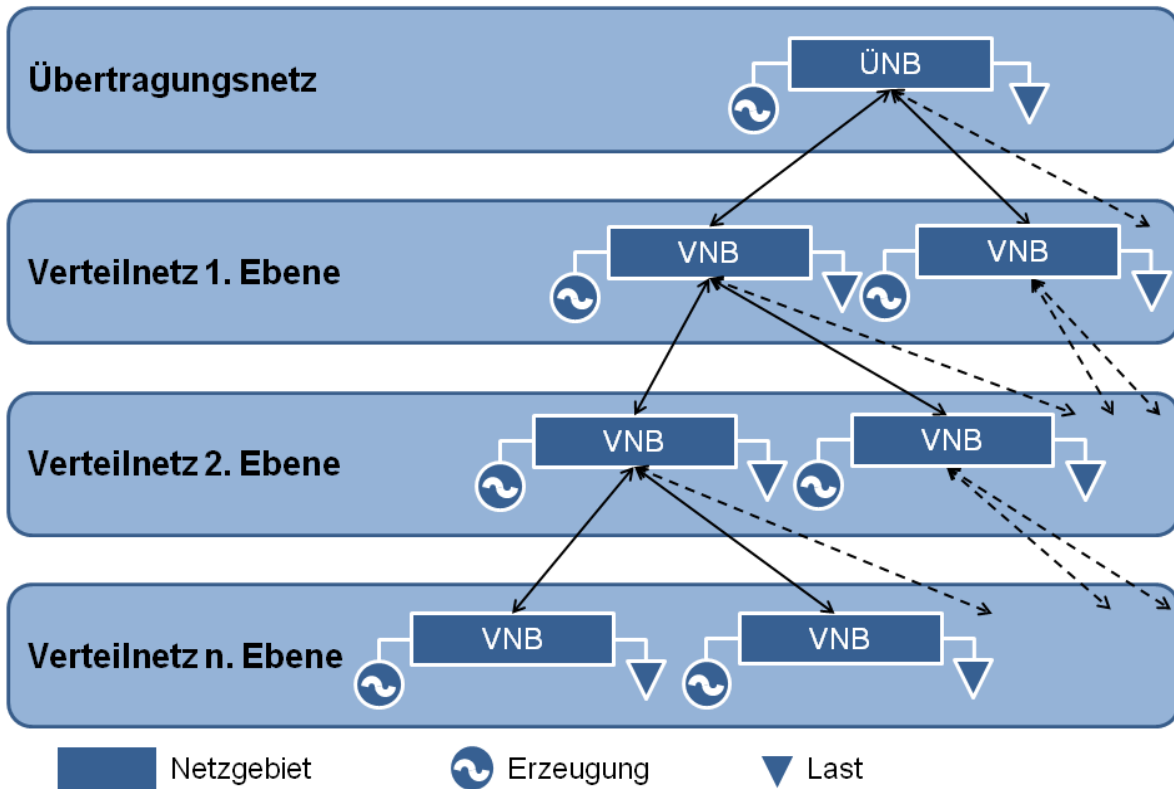 Übertragungsnetz
ÜNB
Verteilnetz 1. Ebene
VNB
VNB
Verteilnetz 2. Ebene
VNB
VNB
Verteilnetz n. Ebene
VNB
VNB
Netzgebiet
Erzeugung
Last